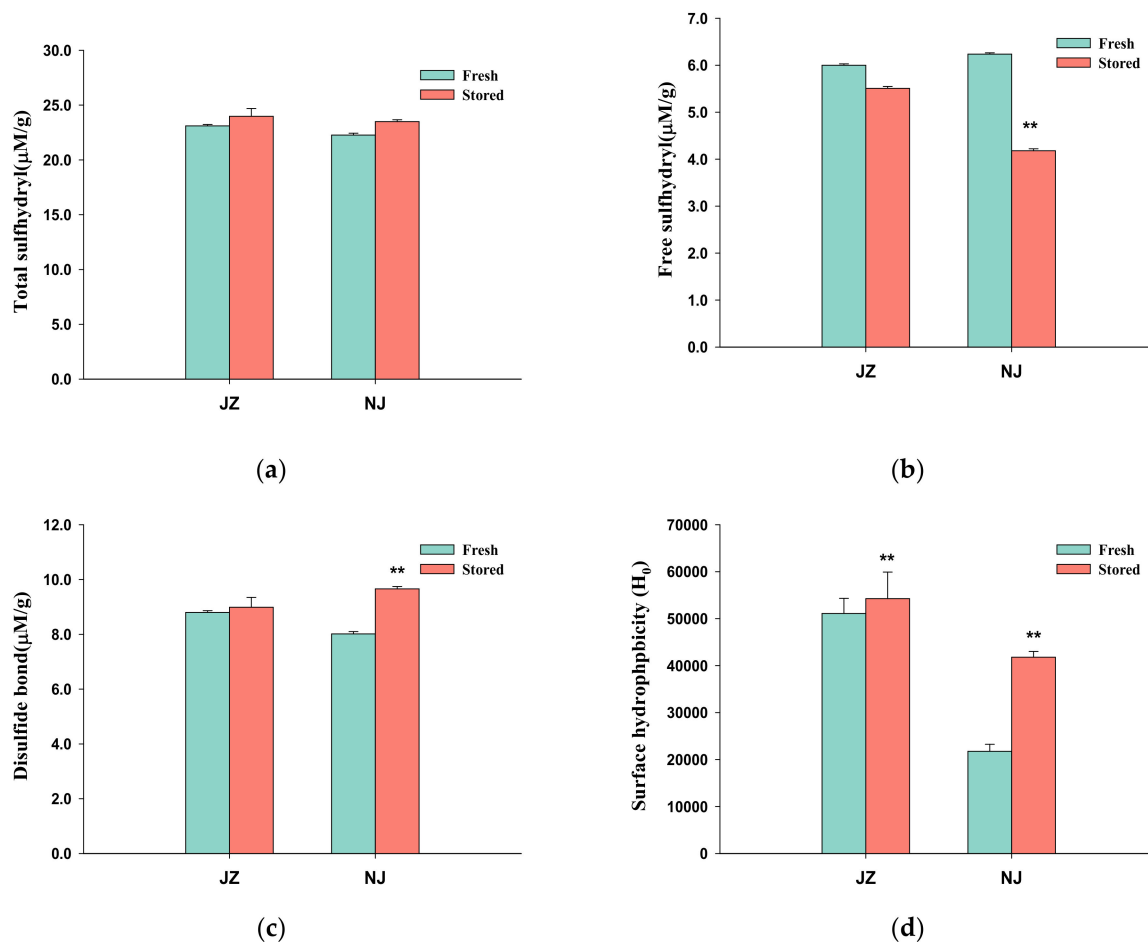 Total sulfhydryl(μM/g)
30.0
25.0
20.0
15.0
10.0
5.0
0.0
Fresh
Stored
JZ NJ
(a)
Free sulfhydryl(μM/g)
7.0
6.0
5.0
4.0
3.0
2.0
1.0
0.0
Fresh
Stored
**
JZ NJ
(b)
Disulfide bond(μM/g)
12.0
10.0
8.0
6.0
4.0
2.0
0.0
Fresh
Stored
**
JZ NJ
(c)
Surface hydrophpbicity (H₀)
70000
60000
50000
40000
30000
20000
10000
0
Fresh
Stored
**
**
JZ NJ
(d)